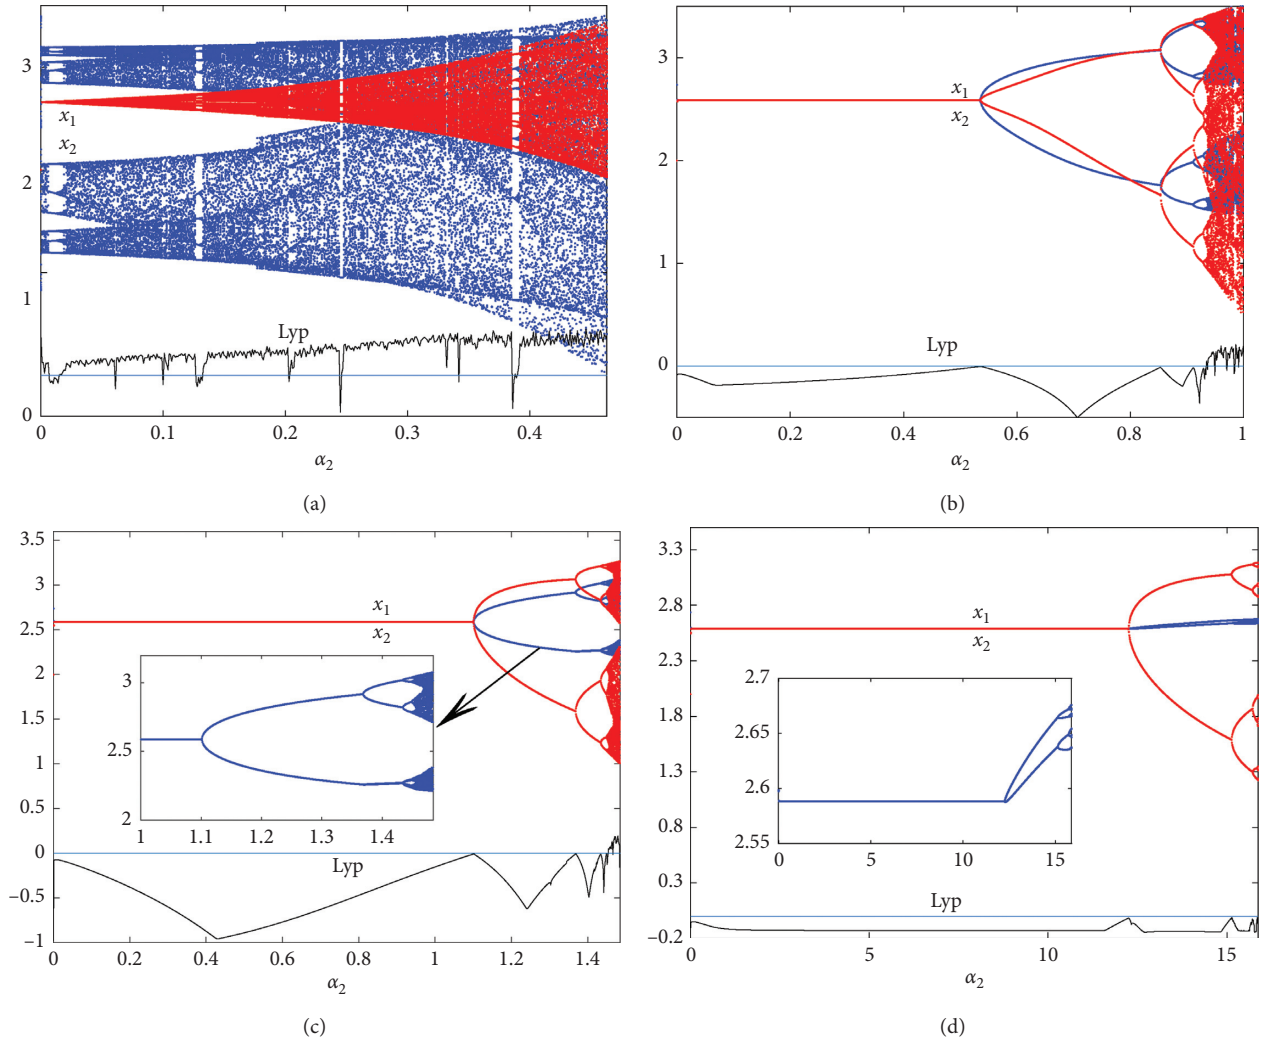 3
2
1
0
x1
x2
Lyp
0 0.1 0.2 0.3 0.4
α2
(a)
3
2
1
0
x1
x2
Lyp
0 0.2 0.4 0.6 0.8 1
α2
(b)
3.5
3
2.5
2
1.5
1
0.5
0
−0.5
−1
x1
x2
3
2.5
2
1 1.1 1.2 1.3 1.4
Lyp
0 0.2 0.4 0.6 0.8 1 1.2 1.4
α2
(c)
3.3
2.8
2.3
1.8
1.3
0.8
0.3
−0.2
x1
x2
2.7
2.65
2.6
2.55
0 5 10 15
Lyp
0 5 10 15
α2
(d)